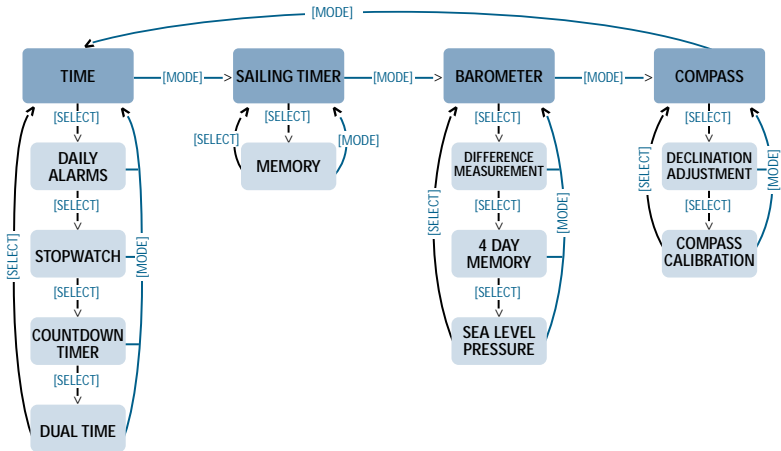 [MODE]
TIME
[MODE]
SAILING TIMER
[MODE]
BAROMETER
[MODE]
COMPASS
[SELECT]
[SELECT]
[SELECT]
[SELECT]
[SELECT]
[MODE]
DAILY
ALARMS
MEMORY
DIFFERENCE
MEASUREMENT
DECLINATION
ADJUSTMENT
[SELECT]
[MODE]
[SELECT]
[SELECT]
[SELECT]
[SELECT]
[MODE]
STOPWATCH
4 DAY
MEMORY
COMPASS
CALIBRATION
[SELECT]
[MODE]
[SELECT]
[SELECT]
COUNTDOWN
TIMER
SEA LEVEL
PRESSURE
[SELECT]
DUAL TIME